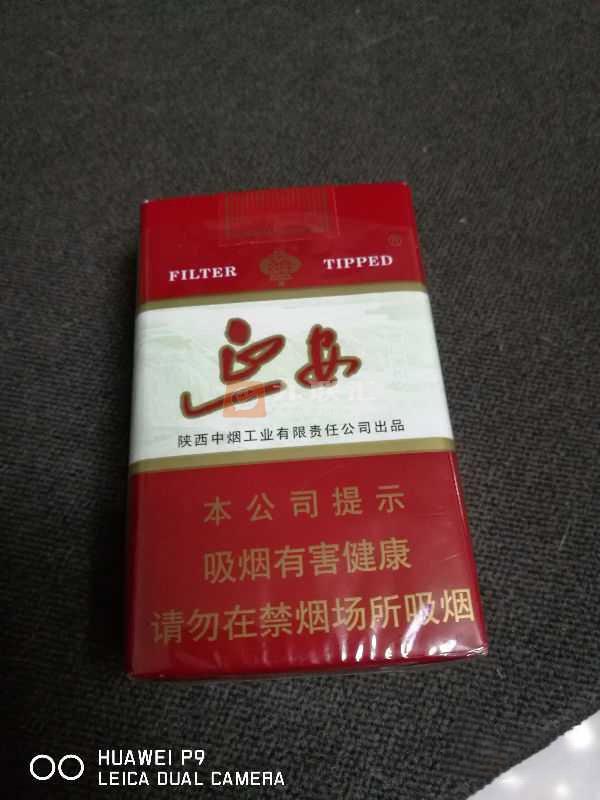 FILTER TIPPED
®
延安
陕西中烟工业有限责任公司出品
本公司提示
吸烟有害健康
请勿在禁烟场所吸烟
HUAWEI P9
LEICA DUAL CAMERA